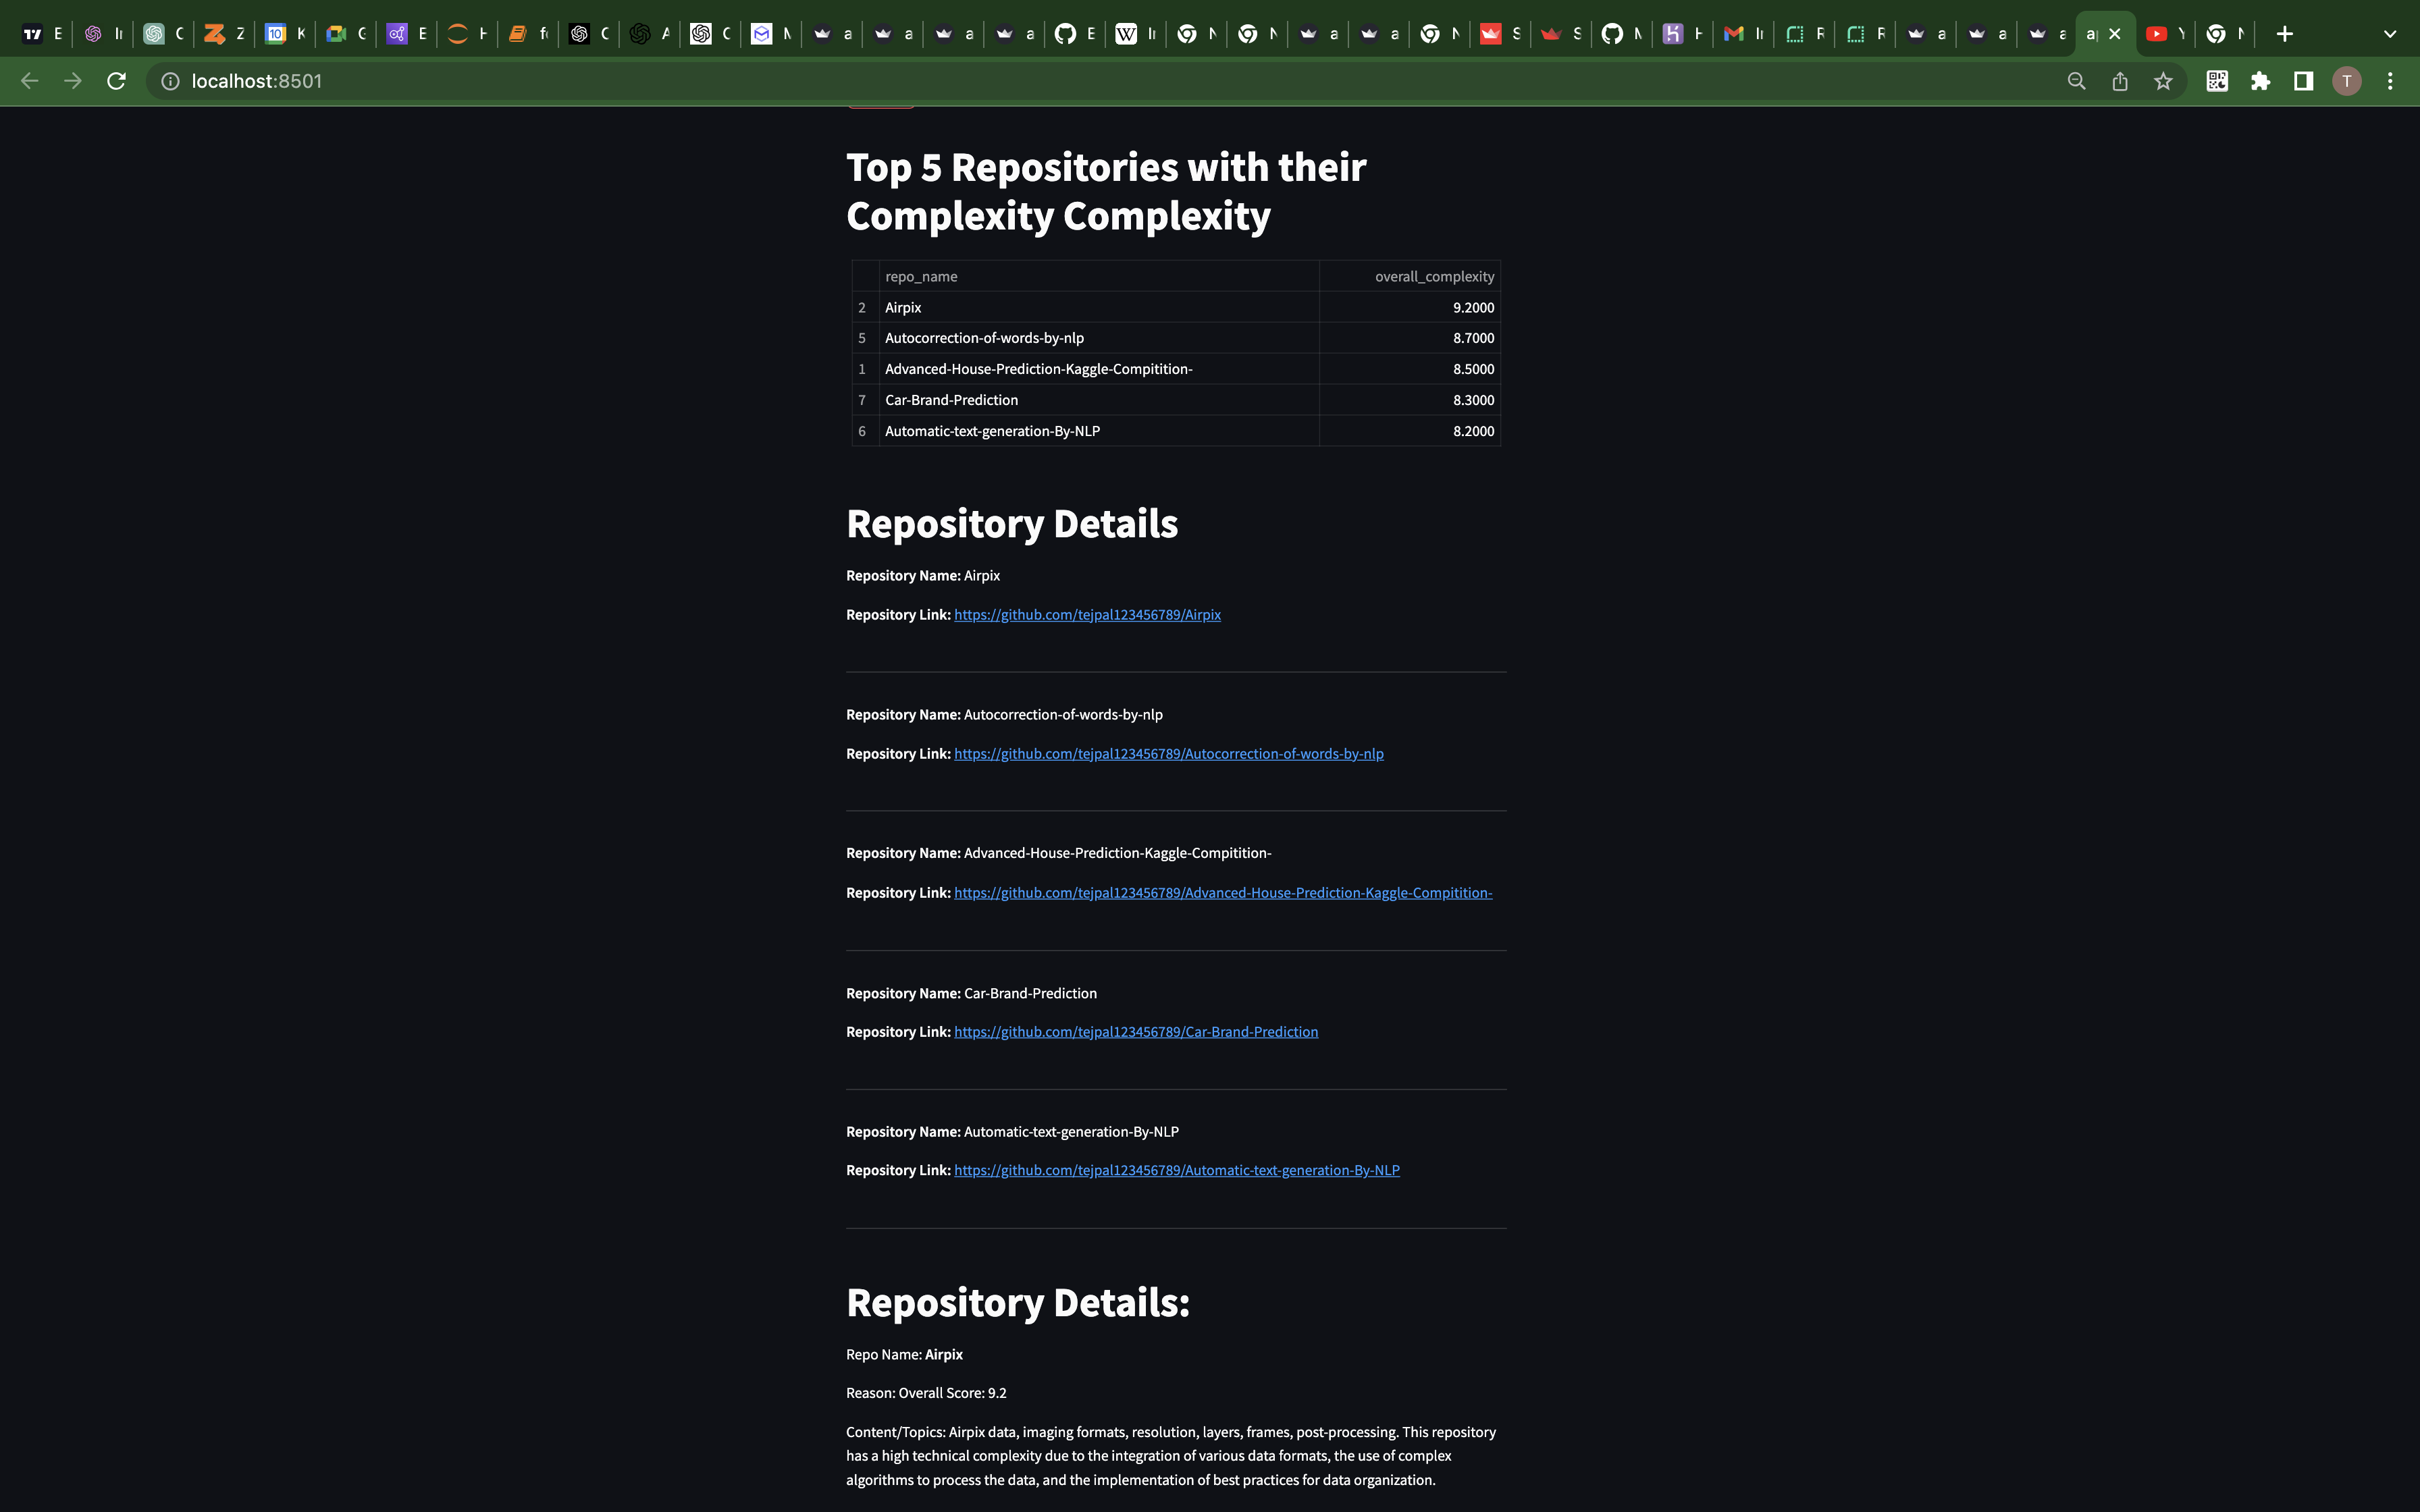 localhost:8501
Top 5 Repositories with their
Complexity Complexity
repo_name overall_complexity
2 Airpix 9.2000
5 Autocorrection-of-words-by-nlp 8.7000
1 Advanced-House-Prediction-Kaggle-Compitition- 8.5000
7 Car-Brand-Prediction 8.3000
6 Automatic-text-generation-By-NLP 8.2000
Repository Details
Repository Name: Airpix
Repository Link: https://github.com/tejpal123456789/Airpix
Repository Name: Autocorrection-of-words-by-nlp
Repository Link: https://github.com/tejpal123456789/Autocorrection-of-words-by-nlp
Repository Name: Advanced-House-Prediction-Kaggle-Compitition-
Repository Link: https://github.com/tejpal123456789/Advanced-House-Prediction-Kaggle-Compitition-
Repository Name: Car-Brand-Prediction
Repository Link: https://github.com/tejpal123456789/Car-Brand-Prediction
Repository Name: Automatic-text-generation-By-NLP
Repository Link: https://github.com/tejpal123456789/Automatic-text-generation-By-NLP
Repository Details:
Repo Name: Airpix
Reason: Overall Score: 9.2
Content/Topics: Airpix data, imaging formats, resolution, layers, frames, post-processing. This repository
has a high technical complexity due to the integration of various data formats, the use of complex
algorithms to process the data, and the implementation of best practices for data organization.